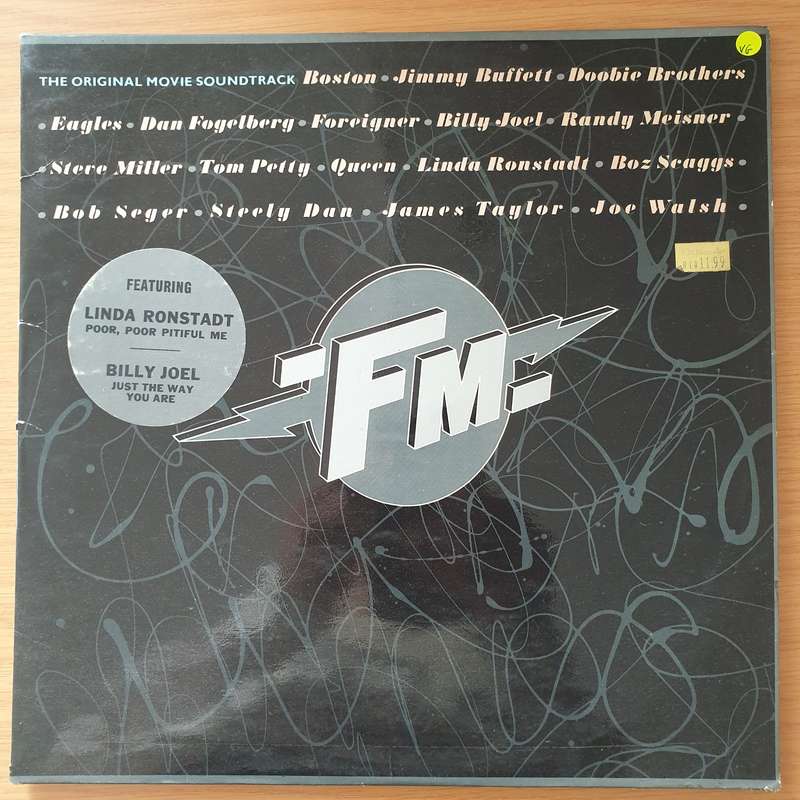 VG
THE ORIGINAL MOVIE SOUNDTRACK Boston • Jimmy Buffett • Doobie Brothers
• Eagles • Dan Fogelberg • Foreigner • Billy Joel • Randy Meisner •
• Steve Miller • Tom Petty • Queen • Linda Ronstadt • Boz Scaggs •
• Bob Seger • Steely Dan • James Taylor • Joe Walsh •
11.99
FEATURING
LINDA RONSTADT
POOR, POOR PITIFUL ME
BILLY JOEL
JUST THE WAY
YOU ARE
FM